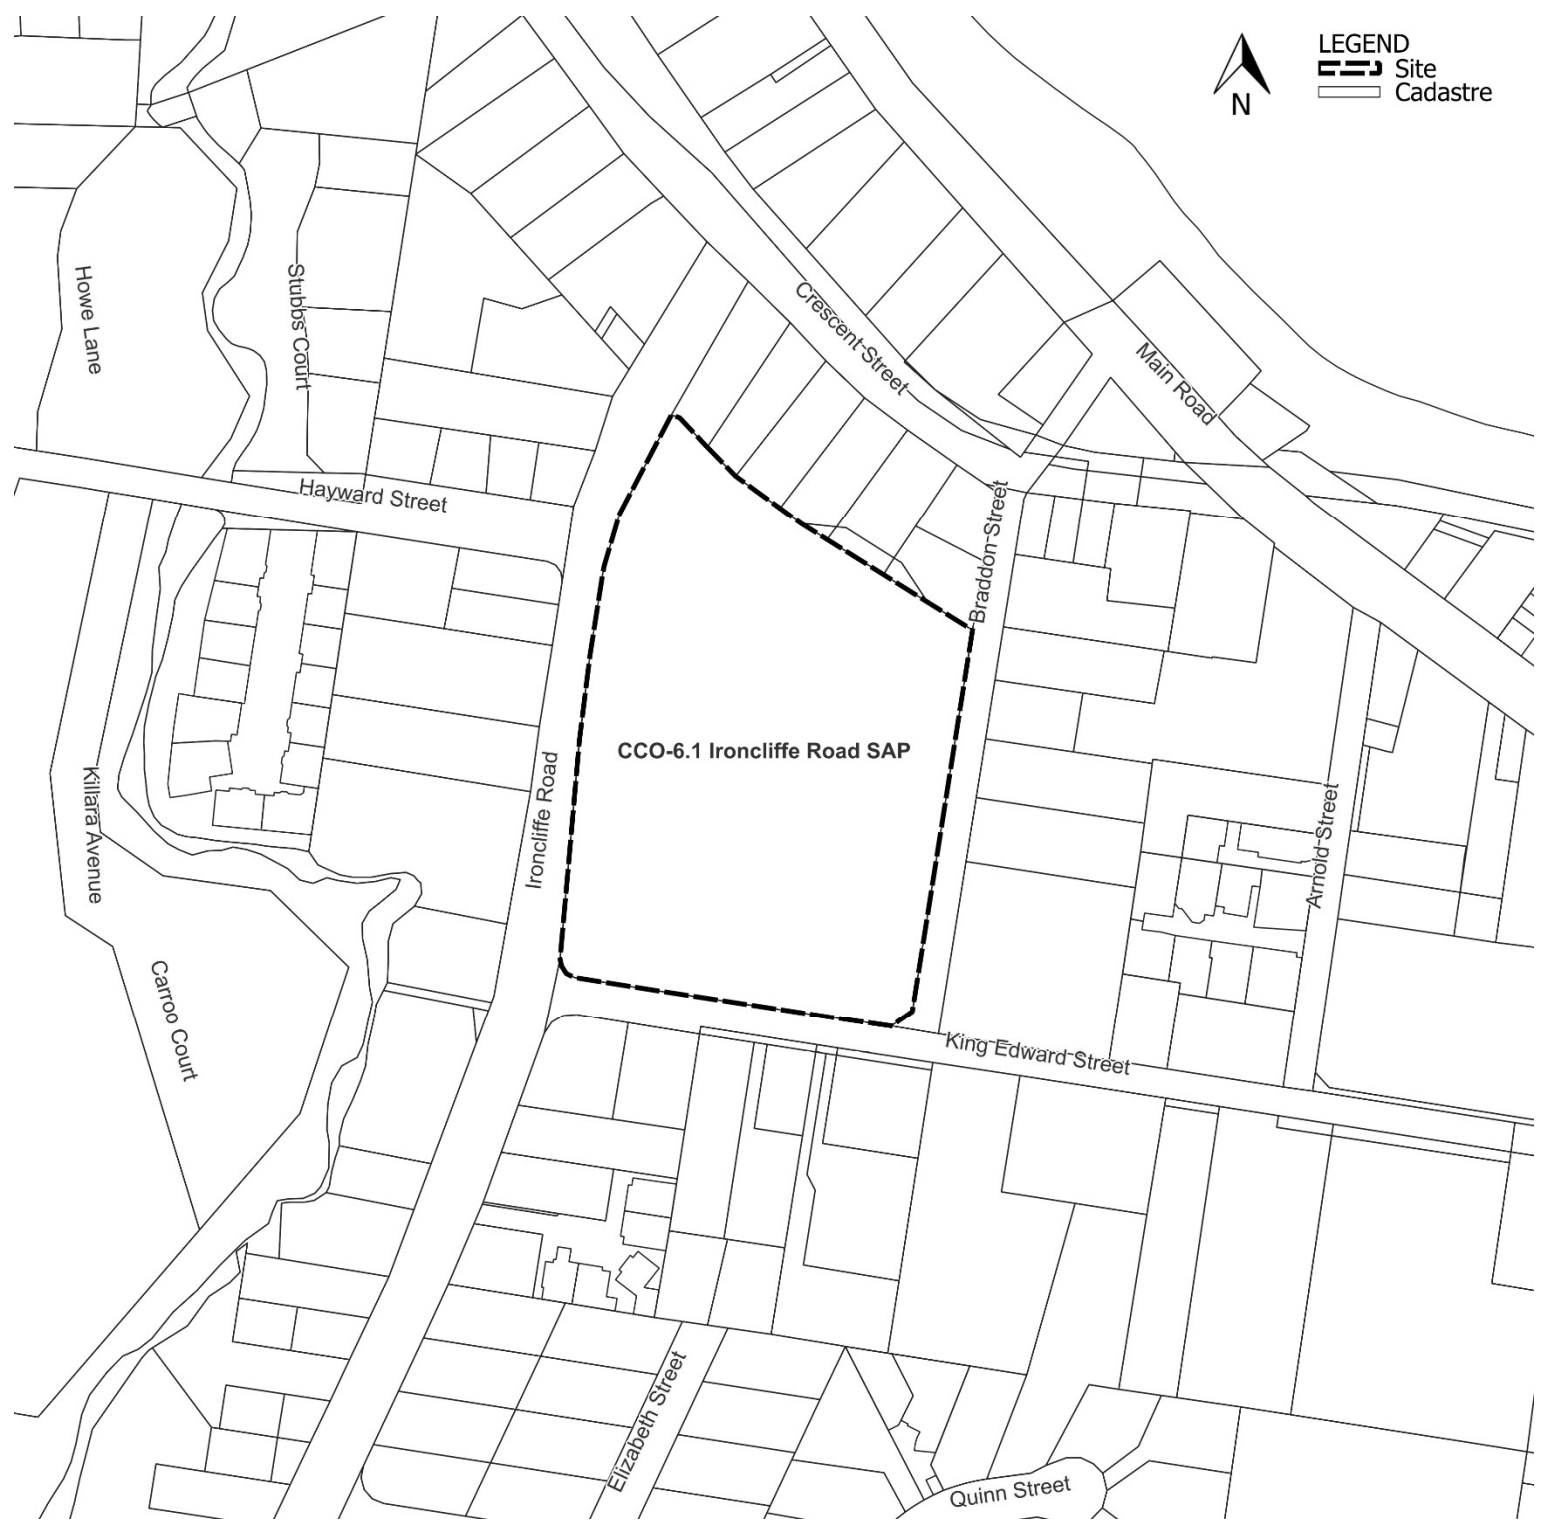 LEGEND
Site
Cadastre
N
Howe Lane
Stubbs Court
Crescent Street
Main Road
Hayward Street
Braddon Street
CCO-6.1 Ironcliffe Road SAP
Ironcliffe Road
Killara Avenue
Arnold Street
Carroo Court
King Edward Street
Elizabeth Street
Quinn Street